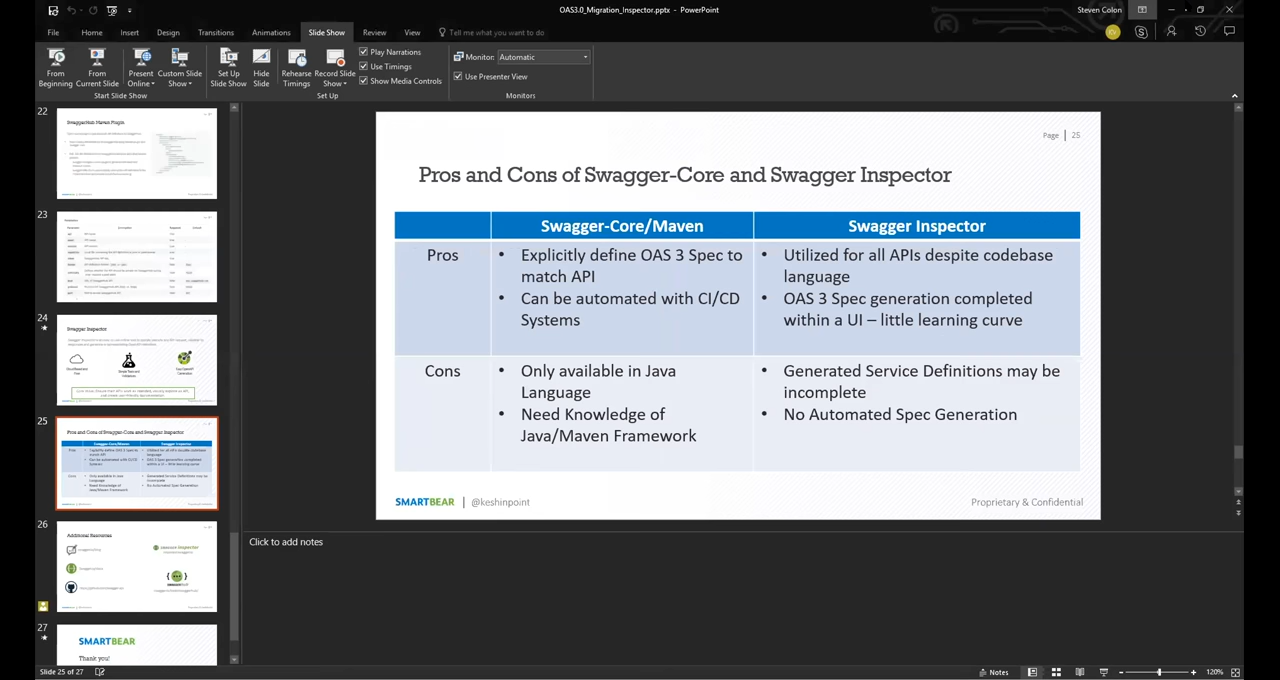 OAS3.0_Migration_Inspector.pptx - PowerPoint
Steven Colon
File Home Insert Design Transitions Animations Slide Show Review View Tell me what you want to do
KV
From Beginning
From Current Slide
Present Online
Custom Slide Show
Start Slide Show
Set Up Slide Show
Hide Slide
Rehearse Timings
Record Slide Show
Play Narrations
Use Timings
Show Media Controls
Set Up
Monitor: Automatic
Use Presenter View
Monitors
22
SwaggerHub Maven Plugin
23
24
Swagger Inspector
25
Pros and Cons of Swagger-Core and Swagger Inspector
26
Additional Resources
27
SMARTBEAR
Thank you!
Page | 25
Pros and Cons of Swagger-Core and Swagger Inspector
Swagger-Core/Maven
Swagger Inspector
Pros
• Explicitly define OAS 3 Spec to
match API
• Can be automated with CI/CD
Systems
• Utilized for all APIs despite codebase
language
• OAS 3 Spec generation completed
within a UI – little learning curve
Cons
• Only available in Java
Language
• Need Knowledge of
Java/Maven Framework
• Generated Service Definitions may be
incomplete
• No Automated Spec Generation
SMARTBEAR | @keshinpoint
Proprietary & Confidential
Click to add notes
Slide 25 of 27
Notes
120%